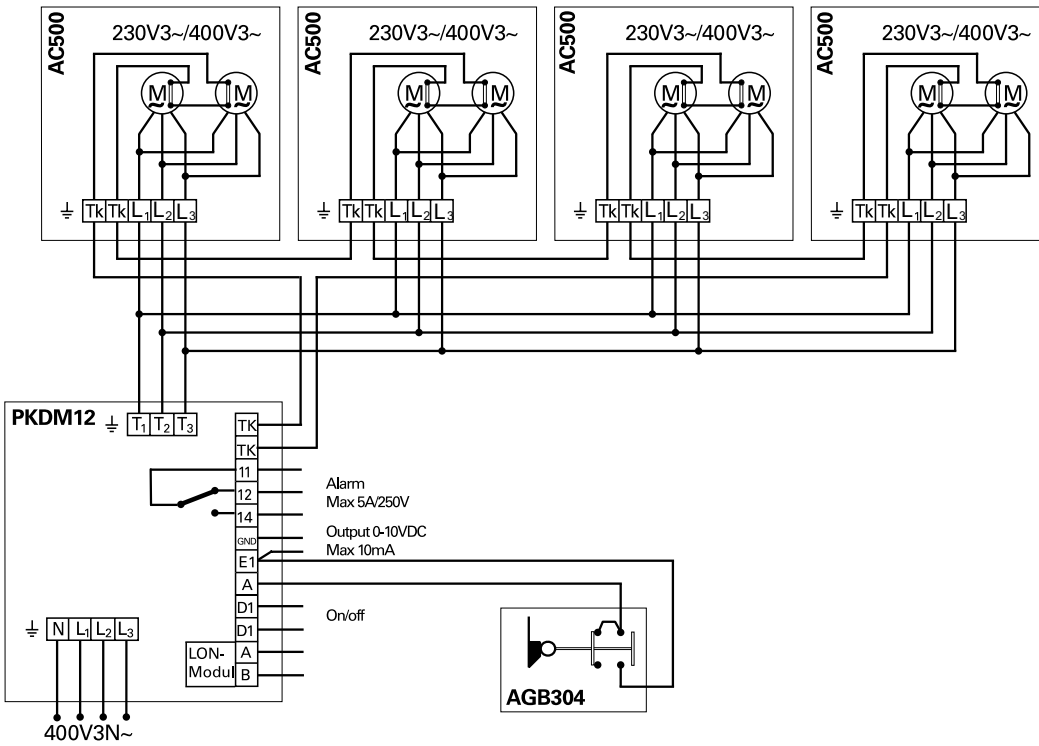 AC500
230V3~/400V3~
M M
Tk Tk L₁ L₂ L₃
AC500
230V3~/400V3~
M M
Tk Tk L₁ L₂ L₃
AC500
230V3~/400V3~
M M
Tk Tk L₁ L₂ L₃
AC500
230V3~/400V3~
M M
Tk Tk L₁ L₂ L₃
PKDM12
T₁ T₂ T₃
TK
TK
11
12
14
GND
E1
A
D1
D1
A
B
Alarm
Max 5A/250V
Output 0-10VDC
Max 10mA
On/off
LON-
Modul
N L₁ L₂ L₃
400V3N~
AGB304